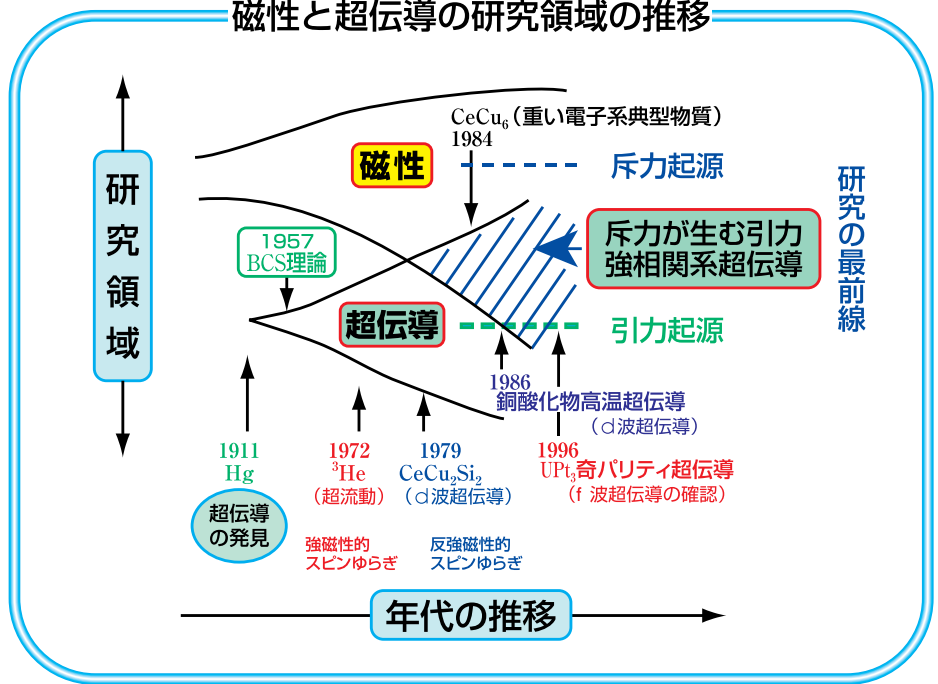 磁性と超伝導の研究領域の推移
CeCu₆(重い電子系典型物質)
1984
磁性
斥力起源
研究領域
研究の最前線
1957
BCS理論
斥力が生む引力
強相関系超伝導
超伝導
引力起源
1986
銅酸化物高温超伝導
(d波超伝導)
1911
Hg
超伝導
の発見
1972
³He
(超流動)
1979
CeCu₂Si₂
(d波超伝導)
1996
UPt₃奇パリティ超伝導
(f 波超伝導の確認)
強磁性的
スピンゆらぎ
反強磁性的
スピンゆらぎ
年代の推移